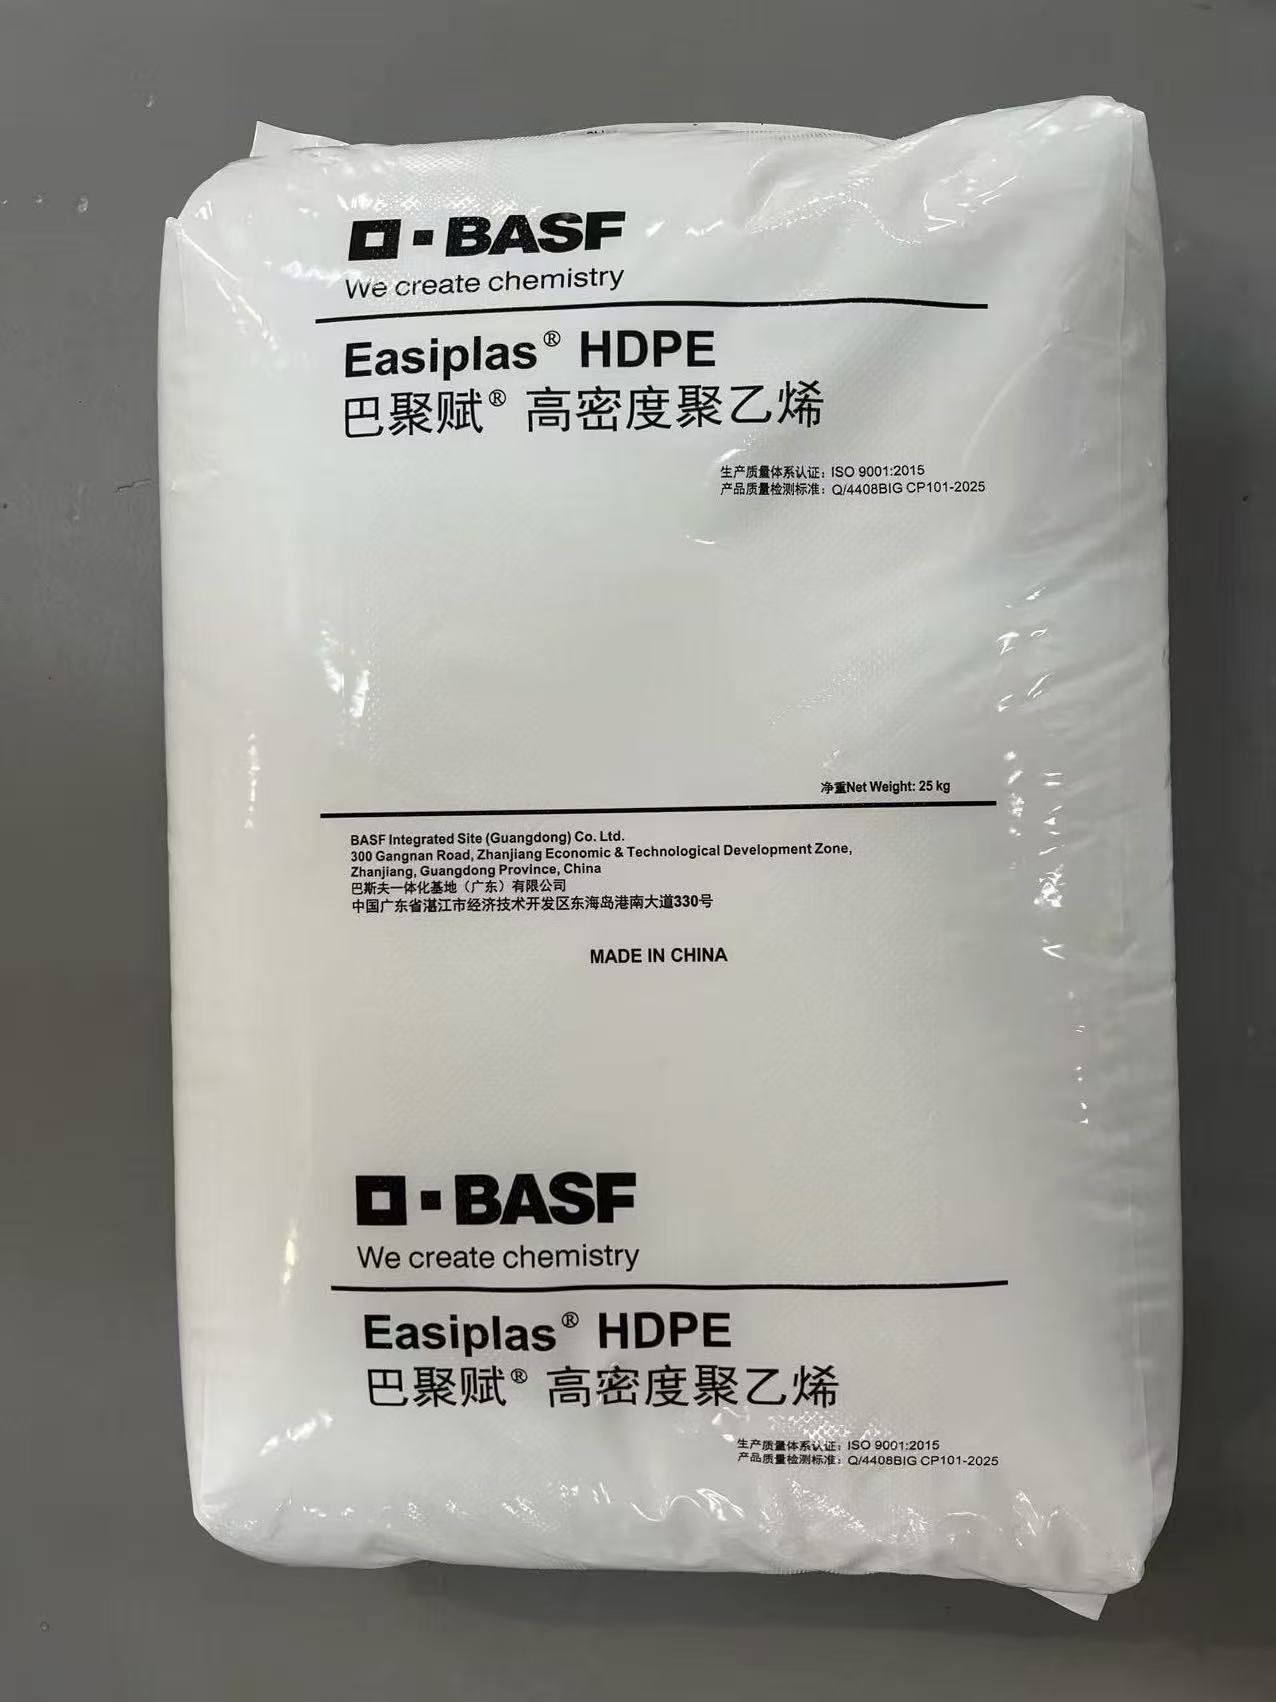 BASF
We create chemistry
Easiplas® HDPE
巴聚赋® 高密度聚乙烯
生产质量体系认证：ISO 9001:2015
产品质量检测标准：Q/4408BIG CP101-2025
净重Net Weight: 25 kg
BASF Integrated Site (Guangdong) Co. Ltd.
300 Gangnan Road, Zhanjiang Economic & Technological Development Zone,
Zhanjiang, Guangdong Province, China
巴斯夫一体化基地（广东）有限公司
中国广东省湛江市经济技术开发区东海岛港南大道330号
MADE IN CHINA
BASF
We create chemistry
Easiplas® HDPE
巴聚赋® 高密度聚乙烯
生产质量体系认证：ISO 9001:2015
产品质量检测标准：Q/4408BIG CP101-2025